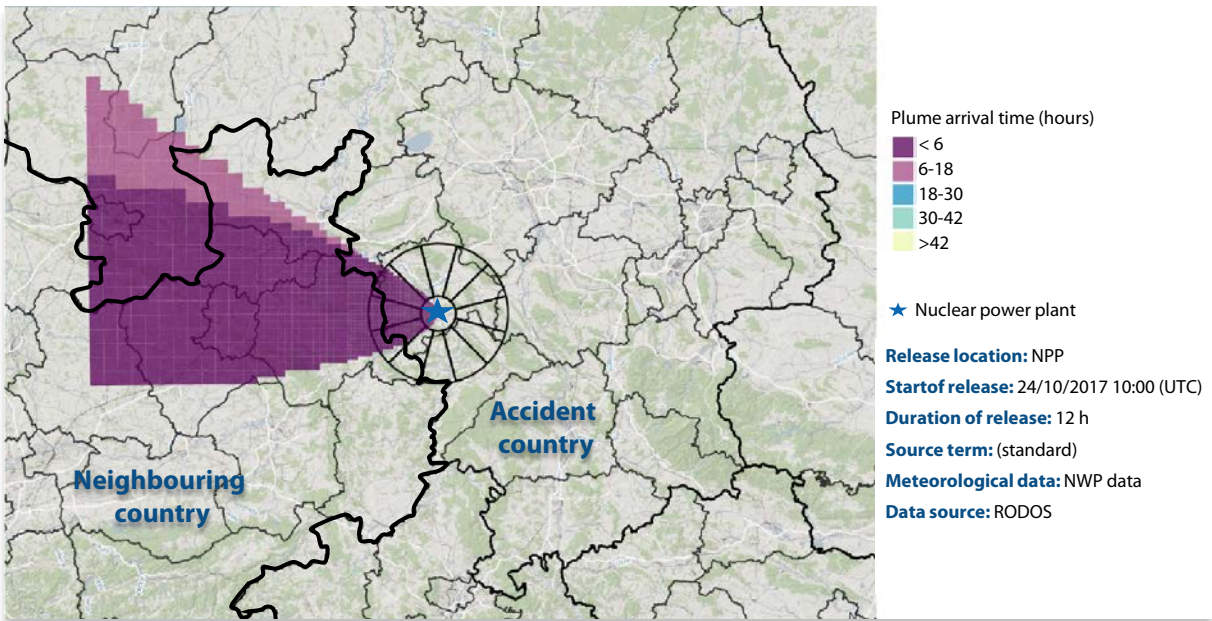 Plume arrival time (hours)
< 6
6-18
18-30
30-42
>42
Nuclear power plant
Release location: NPP
Startof release: 24/10/2017 10:00 (UTC)
Duration of release: 12 h
Source term: (standard)
Meteorological data: NWP data
Data source: RODOS
Accident
country
Neighbouring
country